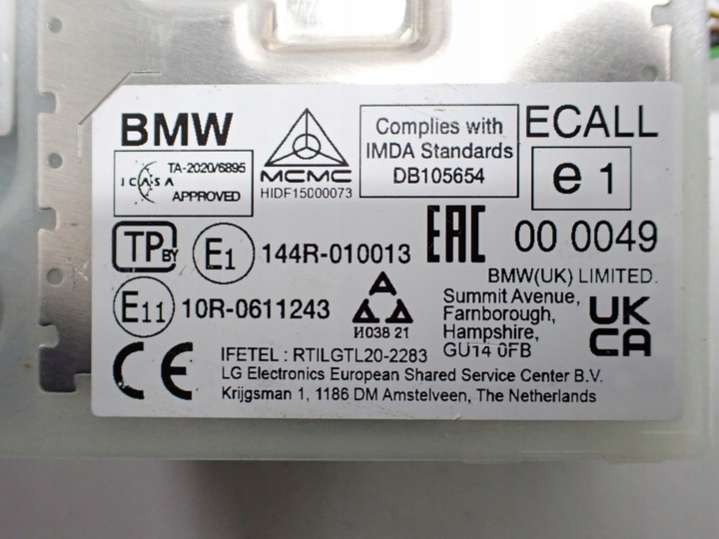 BMW
ICASA
TA-2020/6895
APPROVED
MCMC
HIDF15000073
Complies with
IMDA Standards
DB105654
ECALL
e 1
00 0049
TP BY
E1
144R-010013
EAC
BMW(UK) LIMITED.
Summit Avenue,
Farnborough,
Hampshire,
GU14 0FB
UK
CA
E11
10R-0611243
И038 21
CE
IFETEL : RTILGTL20-2283
LG Electronics European Shared Service Center B.V.
Krijgsman 1, 1186 DM Amstelveen, The Netherlands